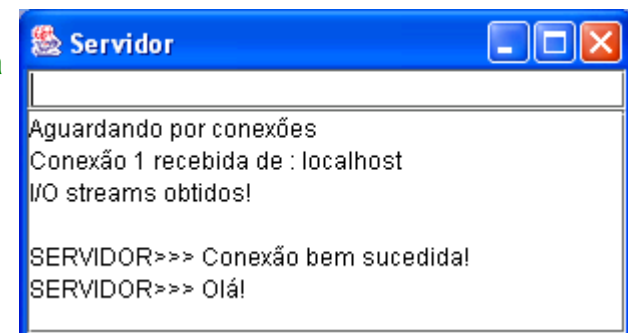 Servidor
Aguardando por conexões
Conexão 1 recebida de : localhost
I/O streams obtidos!
SERVIDOR>>> Conexão bem sucedida!
SERVIDOR>>> Olá!